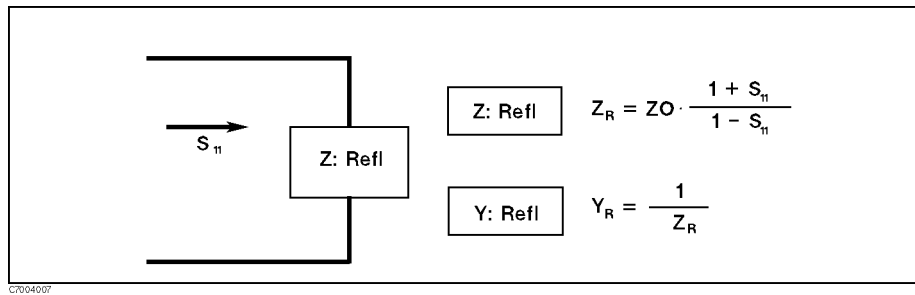 S₁₁
Z: Refl
Z: Refl
Z_R = ZO · (1 + S₁₁) / (1 − S₁₁)
Y: Refl
Y_R = 1 / Z_R
C7004007